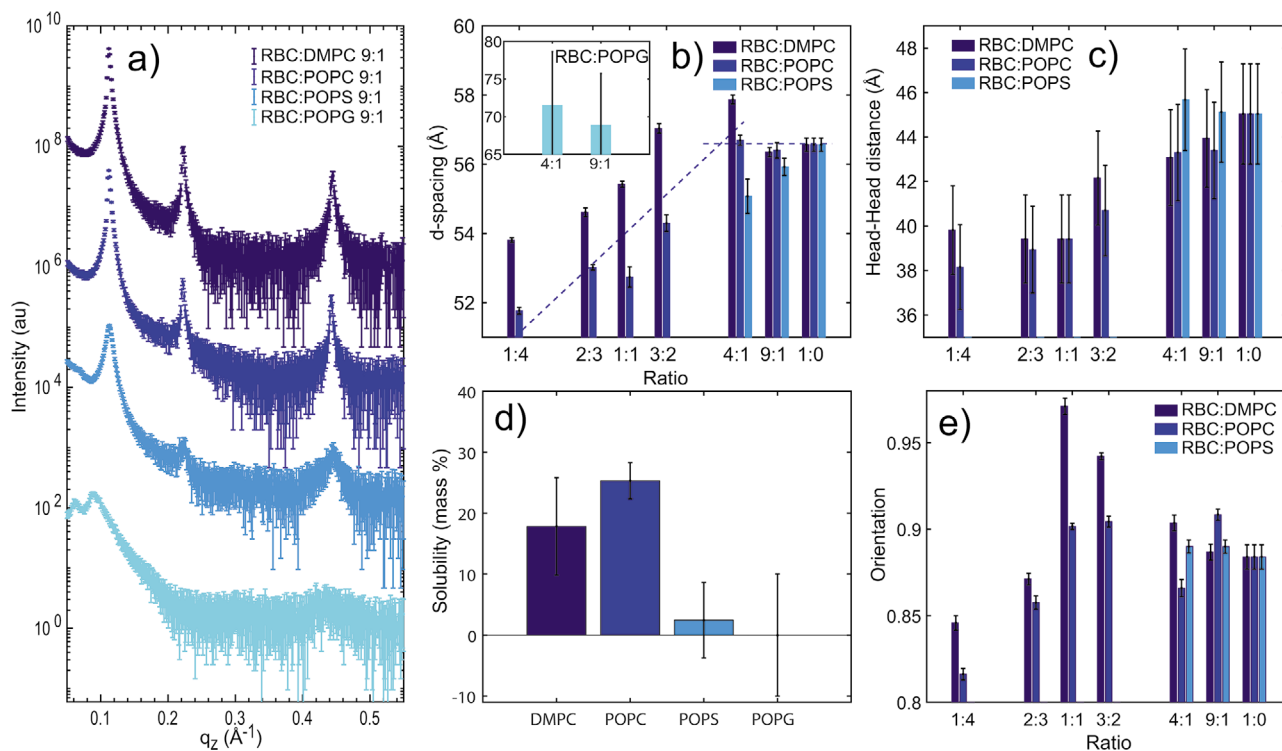 a)
10^10
10^8
10^6
10^4
10^2
10^0
Intensity (au)
RBC:DMPC 9:1
RBC:POPC 9:1
RBC:POPS 9:1
RBC:POPG 9:1
0.1 0.2 0.3 0.4 0.5
q_z (Å^-1)
b)
80
75
70
65
RBC:POPG
4:1 9:1
RBC:DMPC
RBC:POPC
RBC:POPS
60
58
56
54
52
d-spacing (Å)
1:4 2:3 1:1 3:2 4:1 9:1 1:0
Ratio
c)
RBC:DMPC
RBC:POPC
RBC:POPS
48
46
44
42
40
38
36
Head-Head distance (Å)
1:4 2:3 1:1 3:2 4:1 9:1 1:0
d)
40
30
20
10
0
-10
Solubility (mass %)
DMPC POPC POPS POPG
e)
RBC:DMPC
RBC:POPC
RBC:POPS
0.95
0.9
0.85
0.8
Orientation
1:4 2:3 1:1 3:2 4:1 9:1 1:0
Ratio